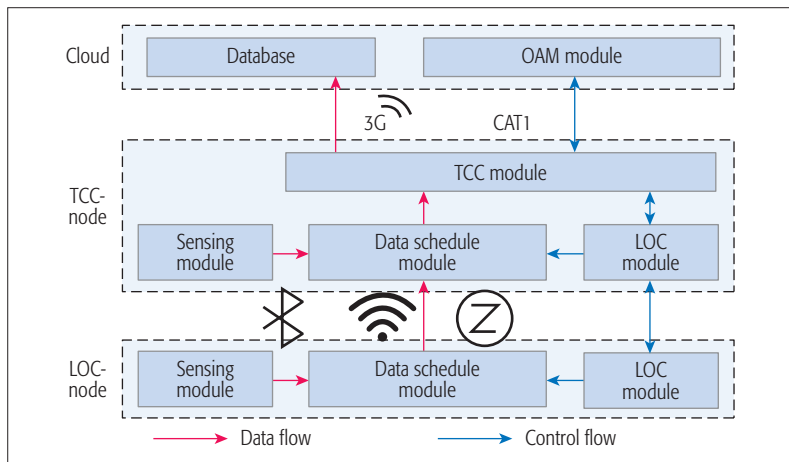 Cloud
Database
OAM module
3G
CAT1
TCC-
node
TCC module
Sensing
module
Data schedule
module
LOC
module
LOC-
node
Sensing
module
Data schedule
module
LOC
module
Data flow
Control flow